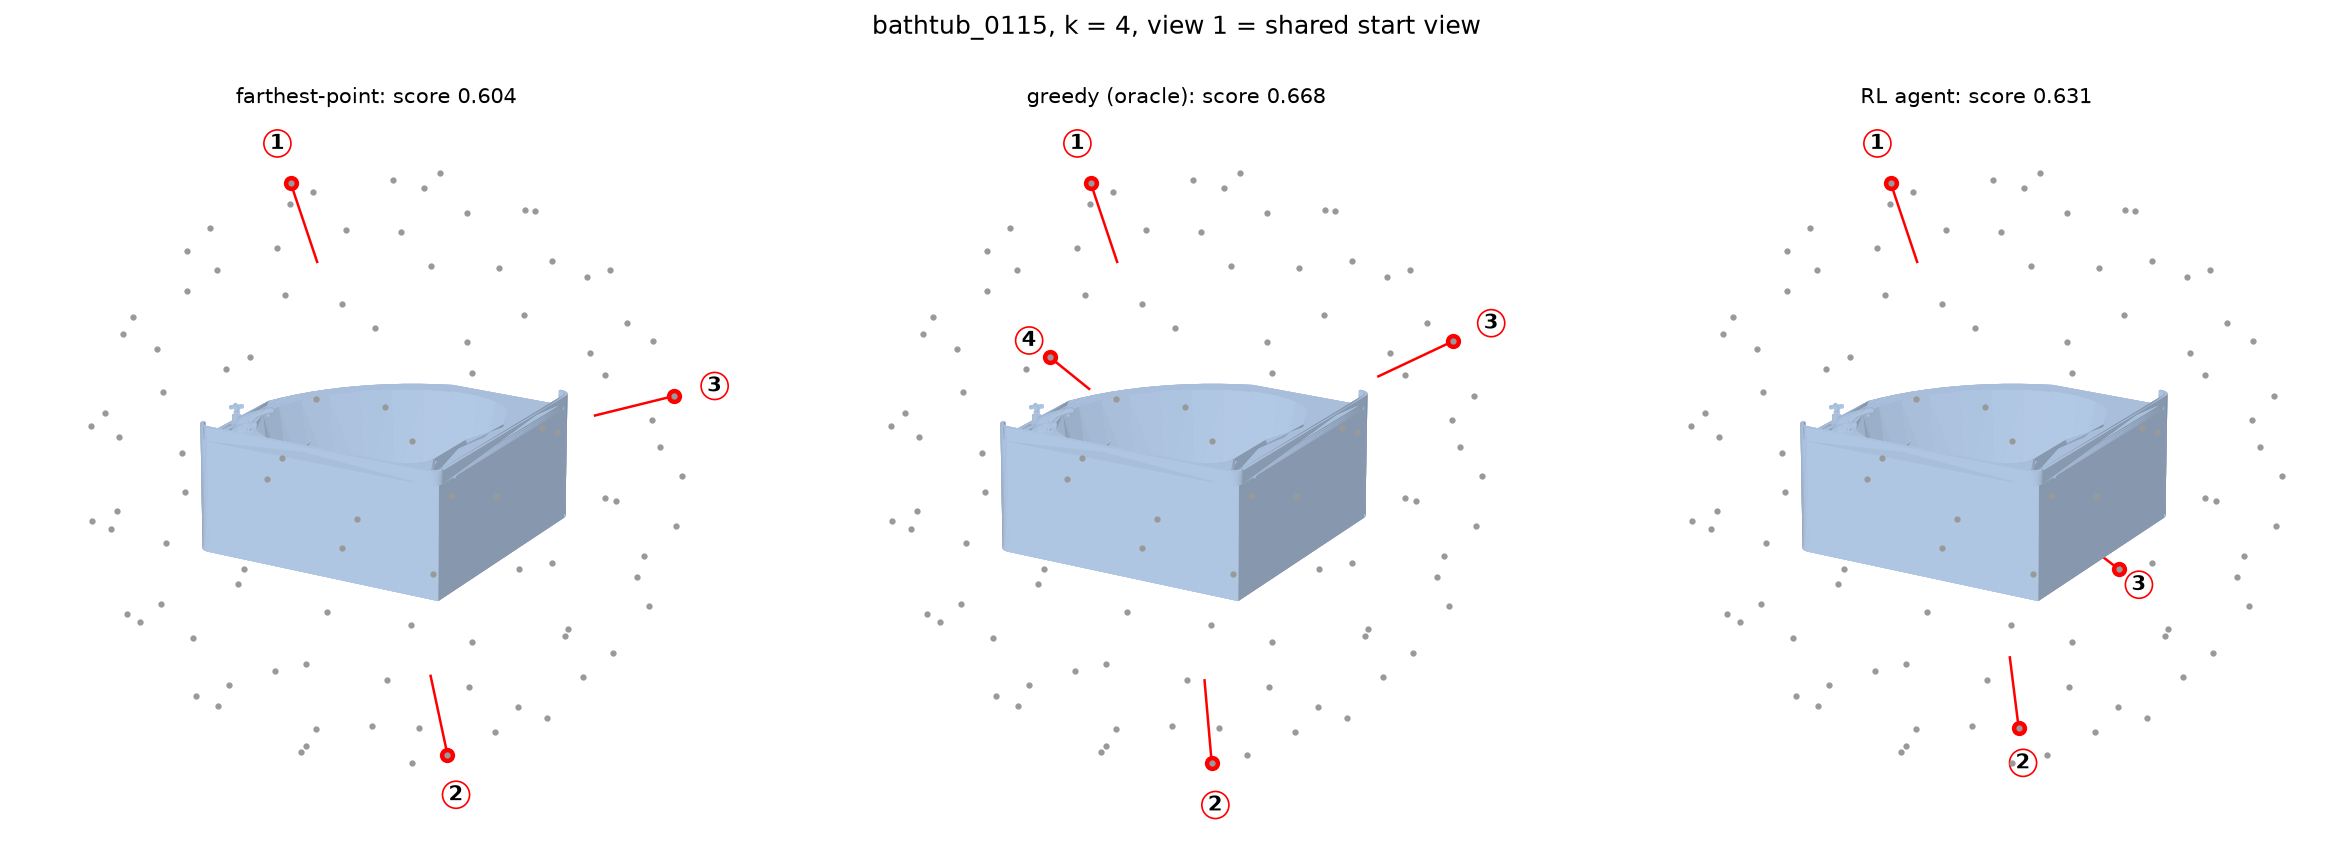 bathtub_0115, k = 4, view 1 = shared start view
farthest-point: score 0.604
1
3
2
greedy (oracle): score 0.668
1
3
4
2
RL agent: score 0.631
1
3
2